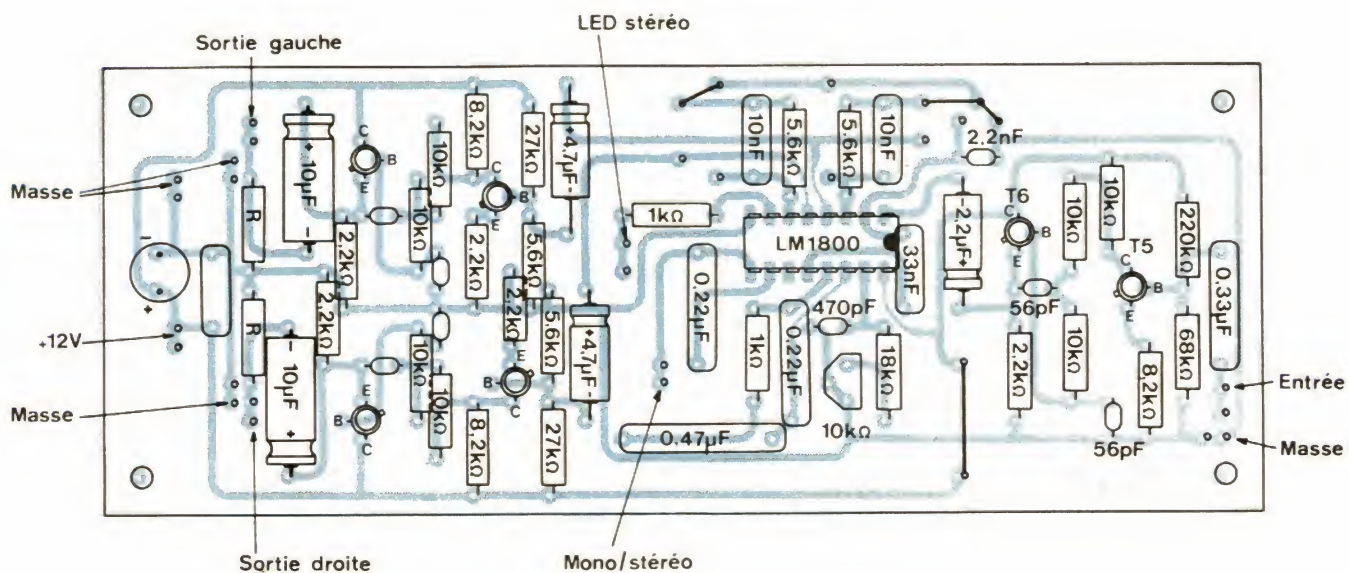 LED stéréo
Sortie gauche
Masse
+12V
Masse
Sortie droite
Mono/stéréo
Entrée
Masse
-
+
R
R
+ 10µF -
- 10µF +
C
B
E
E
B
C
2.2kΩ
2.2kΩ
10kΩ
10kΩ
10kΩ
10kΩ
8.2kΩ
2.2kΩ
8,2kΩ
C
B
E
27kΩ
5.6kΩ
2.2kΩ
5.6kΩ
E
B
C
27kΩ
+4.7µF-
+4.7µF-
1kΩ
10nF
5.6kΩ
5.6kΩ
10nF
LM1800
33nF
0.22µF
1kΩ
0.22µF
470pF
10kΩ
18kΩ
0.47µF
2.2nF
-2.2µF+
T6
C
B
E
56pF
10kΩ
10kΩ
10kΩ
2.2kΩ
T5
C
B
E
8.2kΩ
56pF
220kΩ
68kΩ
0.33µF